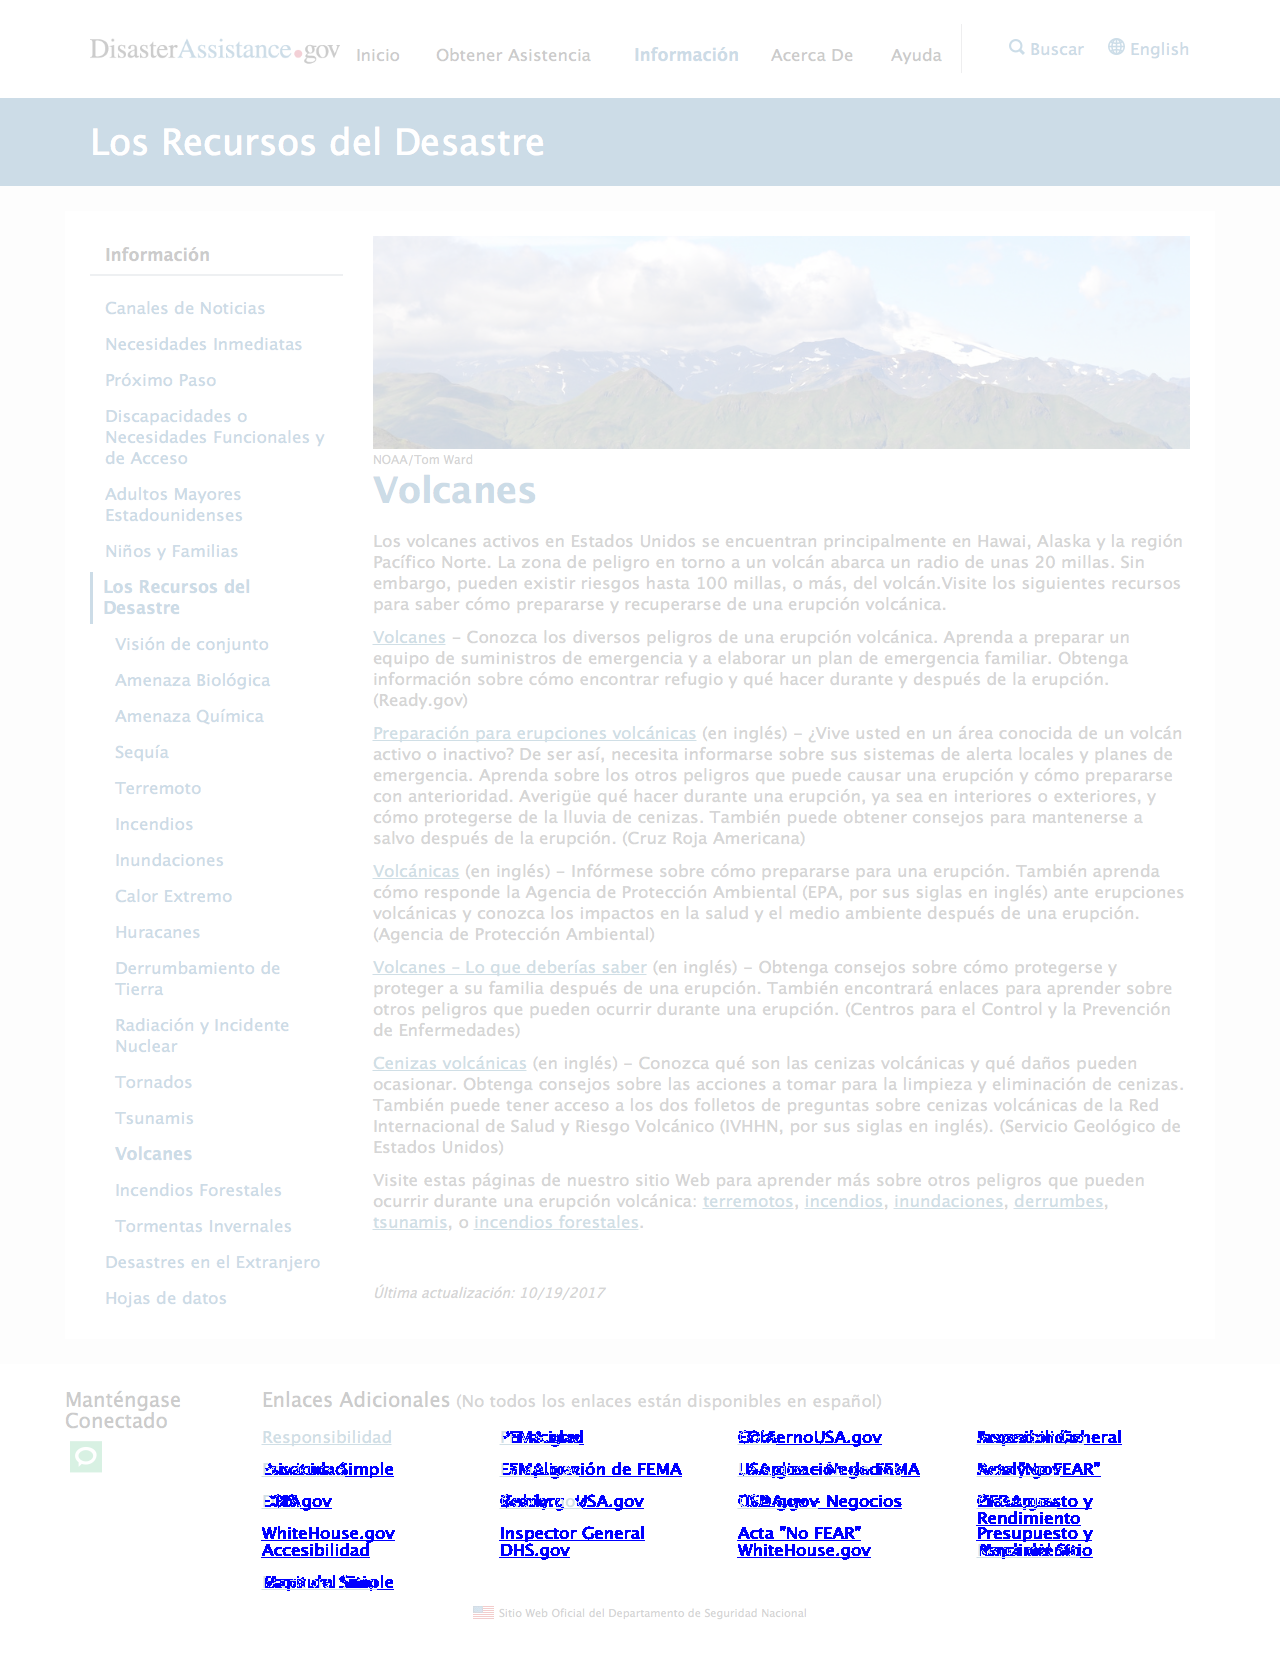 DisasterAssistance.gov
Inicio Obtener Asistencia Información Acerca De Ayuda Buscar English
Los Recursos del Desastre
Información
Canales de Noticias
Necesidades Inmediatas
Próximo Paso
Discapacidades o
Necesidades Funcionales y
de Acceso
Adultos Mayores
Estadounidenses
Niños y Familias
Los Recursos del
Desastre
Visión de conjunto
Amenaza Biológica
Amenaza Química
Sequía
Terremoto
Incendios
Inundaciones
Calor Extremo
Huracanes
Derrumbamiento de
Tierra
Radiación y Incidente
Nuclear
Tornados
Tsunamis
Volcanes
Incendios Forestales
Tormentas Invernales
Desastres en el Extranjero
Hojas de datos
NOAA/Tom Ward
Volcanes
Los volcanes activos en Estados Unidos se encuentran principalmente en Hawai, Alaska y la región
Pacífico Norte. La zona de peligro en torno a un volcán abarca un radio de unas 20 millas. Sin
embargo, pueden existir riesgos hasta 100 millas, o más, del volcán.Visite los siguientes recursos
para saber cómo prepararse y recuperarse de una erupción volcánica.
Volcanes – Conozca los diversos peligros de una erupción volcánica. Aprenda a preparar un
equipo de suministros de emergencia y a elaborar un plan de emergencia familiar. Obtenga
información sobre cómo encontrar refugio y qué hacer durante y después de la erupción.
(Ready.gov)
Preparación para erupciones volcánicas (en inglés) – ¿Vive usted en un área conocida de un volcán
activo o inactivo? De ser así, necesita informarse sobre sus sistemas de alerta locales y planes de
emergencia. Aprenda sobre los otros peligros que puede causar una erupción y cómo prepararse
con anterioridad. Averigüe qué hacer durante una erupción, ya sea en interiores o exteriores, y
cómo protegerse de la lluvia de cenizas. También puede obtener consejos para mantenerse a
salvo después de la erupción. (Cruz Roja Americana)
Volcánicas (en inglés) – Infórmese sobre cómo prepararse para una erupción. También aprenda
cómo responde la Agencia de Protección Ambiental (EPA, por sus siglas en inglés) ante erupciones
volcánicas y conozca los impactos en la salud y el medio ambiente después de una erupción.
(Agencia de Protección Ambiental)
Volcanes – Lo que deberías saber (en inglés) – Obtenga consejos sobre cómo protegerse y
proteger a su familia después de una erupción. También encontrará enlaces para aprender sobre
otros peligros que pueden ocurrir durante una erupción. (Centros para el Control y la Prevención
de Enfermedades)
Cenizas volcánicas (en inglés) – Conozca qué son las cenizas volcánicas y qué daños pueden
ocasionar. Obtenga consejos sobre las acciones a tomar para la limpieza y eliminación de cenizas.
También puede tener acceso a los dos folletos de preguntas sobre cenizas volcánicas de la Red
Internacional de Salud y Riesgo Volcánico (IVHHN, por sus siglas en inglés). (Servicio Geológico de
Estados Unidos)
Visite estas páginas de nuestro sitio Web para aprender más sobre otros peligros que pueden
ocurrir durante una erupción volcánica: terremotos, incendios, inundaciones, derrumbes,
tsunamis, o incendios forestales.
Última actualización: 10/19/2017
Manténgase
Conectado
Enlaces Adicionales (No todos los enlaces están disponibles en español)
Responsibilidad
Rendimiento
WhiteHouse.gov Inspector General Acta "No FEAR" Presupuesto y
Accesibilidad DHS.gov WhiteHouse.gov
Sitio Web Oficial del Departamento de Seguridad Nacional